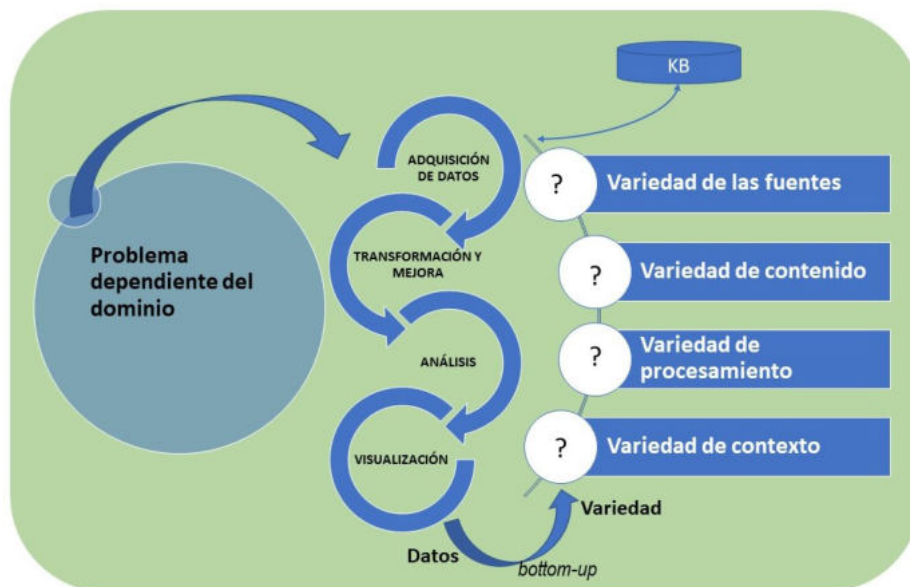 KB
ADQUISICIÓN
DE DATOS
?
Variedad de las fuentes
Problema
dependiente del
dominio
TRANSFORMACIÓN Y
MEJORA
?
Variedad de contenido
ANÁLISIS
?
Variedad de
procesamiento
VISUALIZACIÓN
?
Variedad de contexto
Variedad
Datos
bottom-up